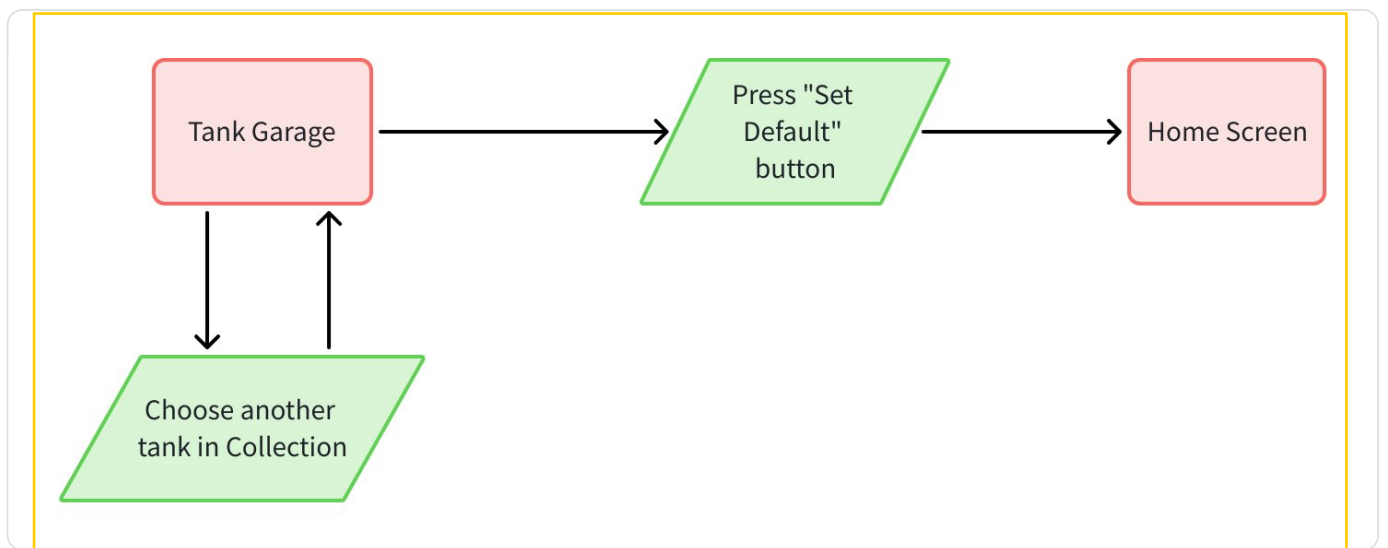 Tank Garage
Press "Set
Default"
button
Home Screen
Choose another
tank in Collection